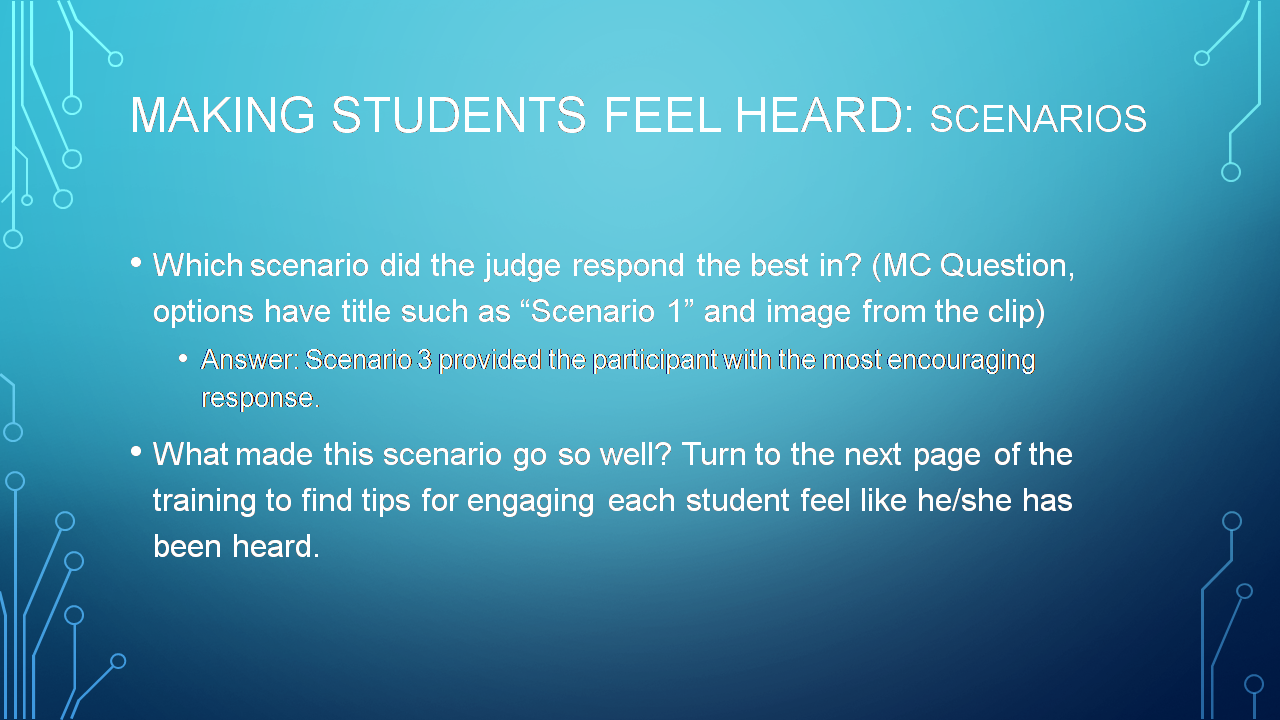 MAKING STUDENTS FEEL HEARD: SCENARIOS
• Which scenario did the judge respond the best in? (MC Question,
options have title such as “Scenario 1” and image from the clip)
• Answer: Scenario 3 provided the participant with the most encouraging
response.
• What made this scenario go so well? Turn to the next page of the
training to find tips for engaging each student feel like he/she has
been heard.